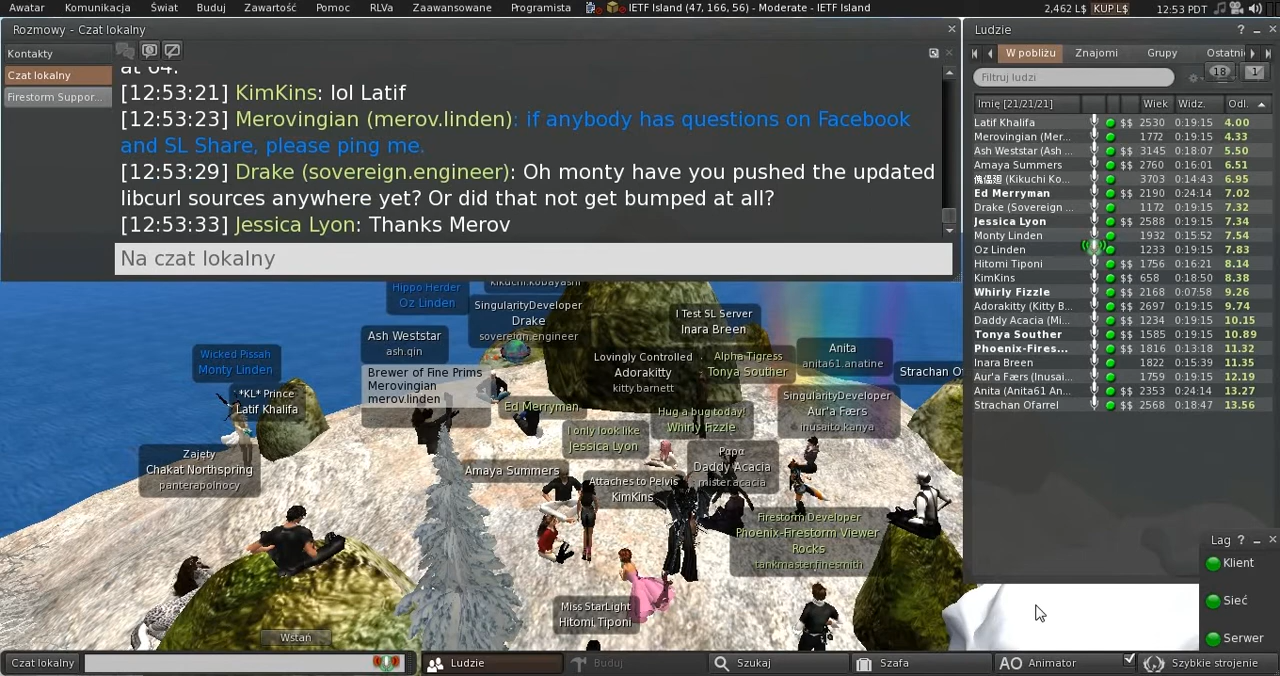 Awatar Komunikacja Świat Buduj Zawartość Pomoc RLVa Zaawansowane Programista IETF Island (47, 166, 56) - Moderate - IETF Island 2,462 L$ KUP L$ 12:53 PDT
Rozmowy - Czat lokalny
Kontakty
Czat lokalny
Firestorm Suppor...
at 64.
[12:53:21] KimKins: lol Latif
[12:53:23] Merovingian (merov.linden): if anybody has questions on Facebook
and SL Share, please ping me.
[12:53:29] Drake (sovereign.engineer): Oh monty have you pushed the updated
libcurl sources anywhere yet? Or did that not get bumped at all?
[12:53:33] Jessica Lyon: Thanks Merov
Na czat lokalny
Ludzie
W pobliżu Znajomi Grupy Ostatni
Filtruj ludzi 18 1
Imię [21/21/21] Wiek Widz. Odl.
Latif Khalifa $$ 2530 0:19:15 4.00
Merovingian (Mer... 1772 0:19:15 4.33
Ash Weststar (Ash ... $$ 3145 0:18:07 5.50
Amaya Summers $$ 2760 0:16:01 6.51
(Kikuchi Ko... 3703 0:14:43 6.95
Ed Merryman $$ 2190 0:24:14 7.02
Drake (Sovereign ... 1172 0:19:15 7.32
Jessica Lyon $$ 2588 0:19:15 7.34
Monty Linden 1932 0:15:52 7.54
Oz Linden 1233 0:19:15 7.83
Hitomi Tiponi $$ 1756 0:16:21 8.14
KimKins $$ 658 0:18:50 8.38
Whirly Fizzle $$ 2168 0:07:58 9.26
Adorakitty (Kitty B... $$ 2697 0:19:15 9.74
Daddy Acacia (Mi... $$ 1234 0:19:15 10.15
Tonya Souther $$ 1585 0:19:15 10.89
Phoenix-Fires... $$ 1816 0:13:18 11.32
Inara Breen 1822 0:15:39 11.35
Aur'a Færs (Inusai... 1759 0:19:15 12.19
Anita (Anita61 An... $$ 2353 0:24:14 13.27
Strachan Ofarrel $$ 2568 0:18:47 13.56
kikuchi.kobayashi
Hippo Herder
Oz Linden
SingularityDeveloper
Drake
sovereign.engineer
I Test SL Server
Inara Breen
Ash Weststar
ash.qin
Wicked Pissah
Monty Linden
Brewer of Fine Prims
Merovingian
merov.linden
Lovingly Controlled
Adorakitty
kitty.barnett
Alpha Tigress
Tonya Souther
Anita
anita61.anatine
Strachan Of
*KL* Prince
Latif Khalifa
Ed Merryman
I only look like
Jessica Lyon
Hug a bug today!
Whirly Fizzle
SingularityDeveloper
Aur'a Færs
inusaito.kanya
Zajęty
Chakat Northspring
panterapolnocy
Amaya Summers
Attaches to Pelvis
KimKins
Papa
Daddy Acacia
mister.acacia
Firestorm Developer
Phoenix-Firestorm Viewer
Rocks
tankmaster.finesmith
Miss StarLight
Hitomi Tiponi
Wstań
Lag
Klient
Sieć
Serwer
Czat lokalny Ludzie Buduj Szukaj Szafa AO Animator Szybkie strojenie